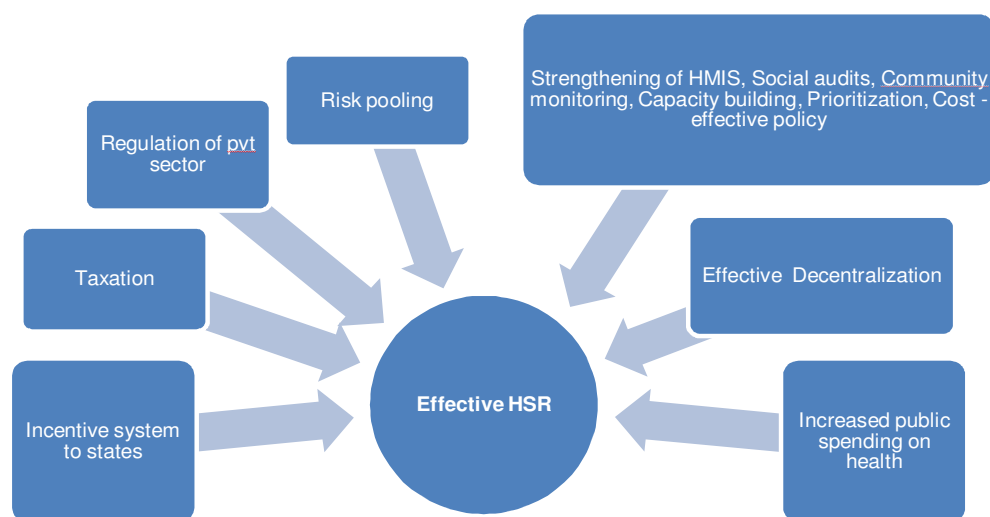 Strengthening of HMIS, Social audits, Community
monitoring, Capacity building, Prioritization, Cost -
effective policy
Risk pooling
Regulation of pvt
sector
Taxation
Effective  Decentralization
Incentive system
to states
Effective HSR
Increased public
spending on
health